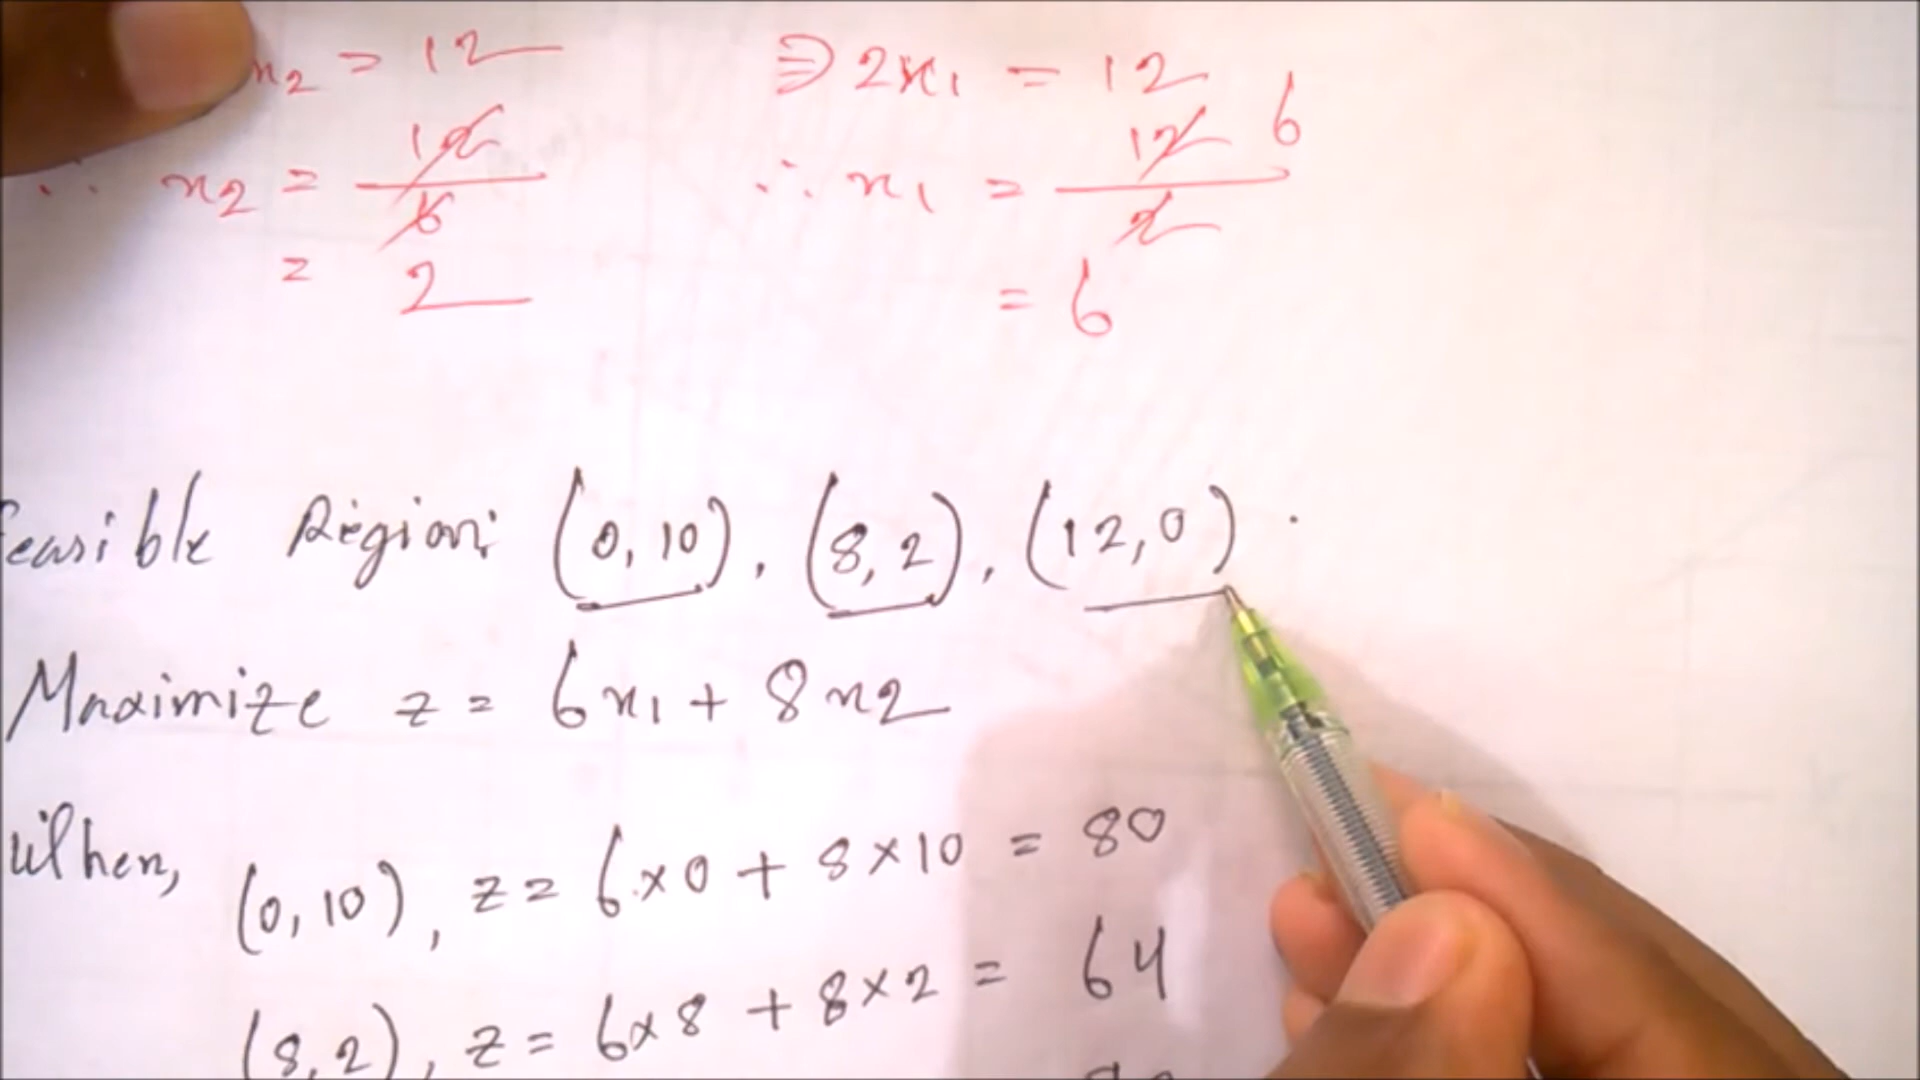 x2 = 12
⇒ 2x1 = 12
∴ x2 = 12/6
∴ x1 = 12/2 6
= 2
= 6
feasible Region: (0,10), (8,2), (12,0).
Maximize z = 6x1 + 8x2
When,
(0,10), z = 6×0 + 8×10 = 80
(8,2), z = 6×8 + 8×2 = 64